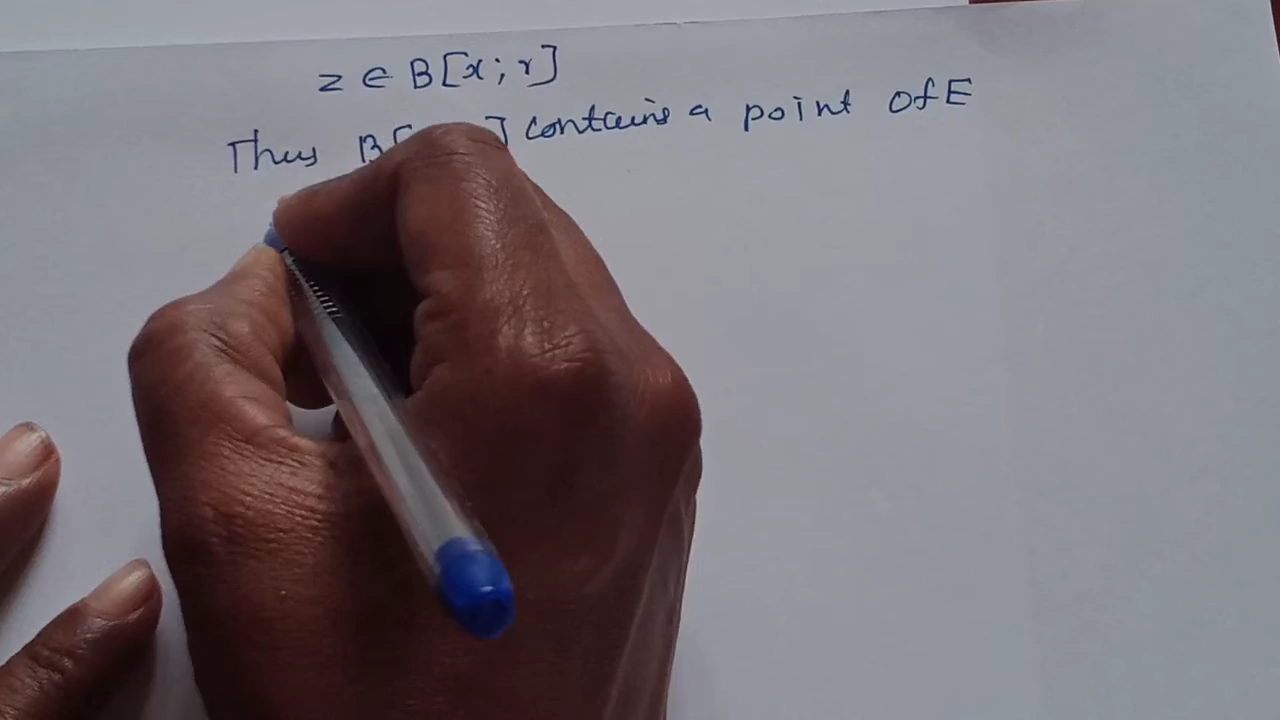 z ∈ B[x; r]
Thus B[ ] contains a point of E